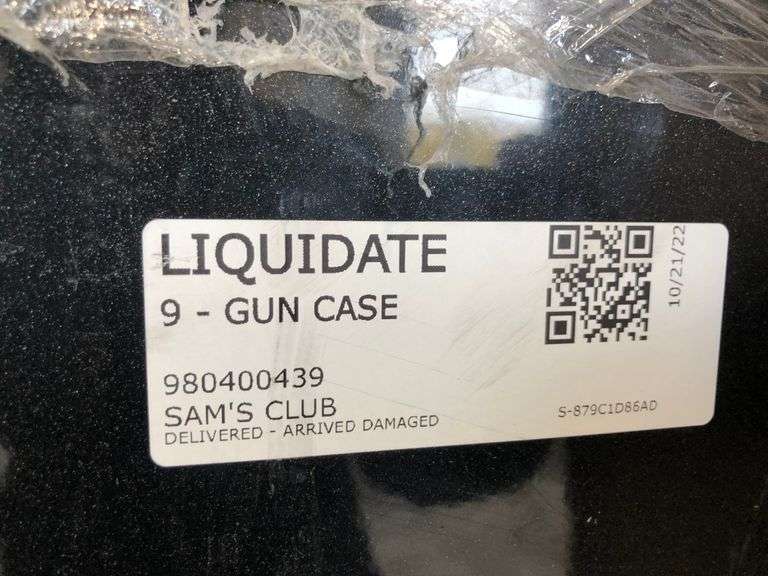 LIQUIDATE
9 - GUN CASE
10/21/22
980400439
SAM'S CLUB
DELIVERED - ARRIVED DAMAGED
S-879C1D86AD